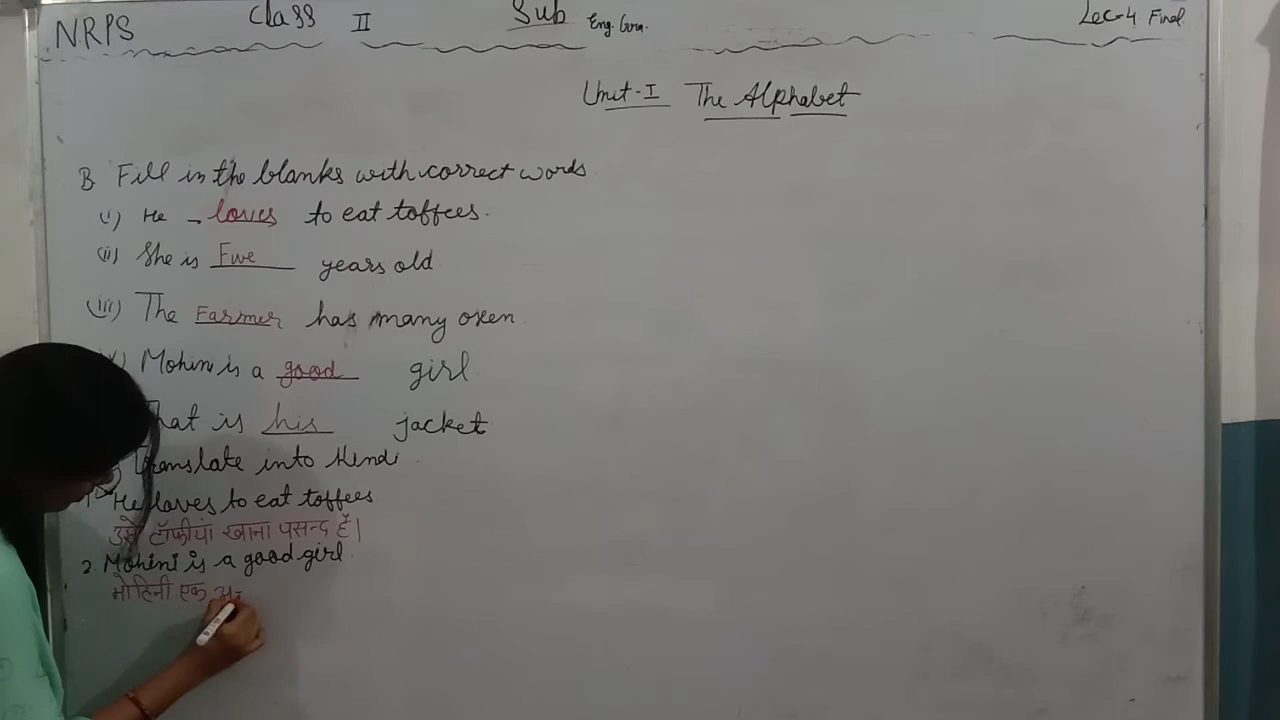 NRPS Class II Sub Eng. Gra. Lec-4 Final
Unit-I The Alphabet
B. Fill in the blanks with correct words
(i) He loves to eat toffees.
(ii) She is Five years old
(iii) The Farmer has many oxen
Mohini is a good girl
is his jacket
Translate into Hindi
1. He loves to eat toffees
उसे टॉफीयां खाना पसन्द हैं।
2. Mohini is a good girl
मोहिनी एक